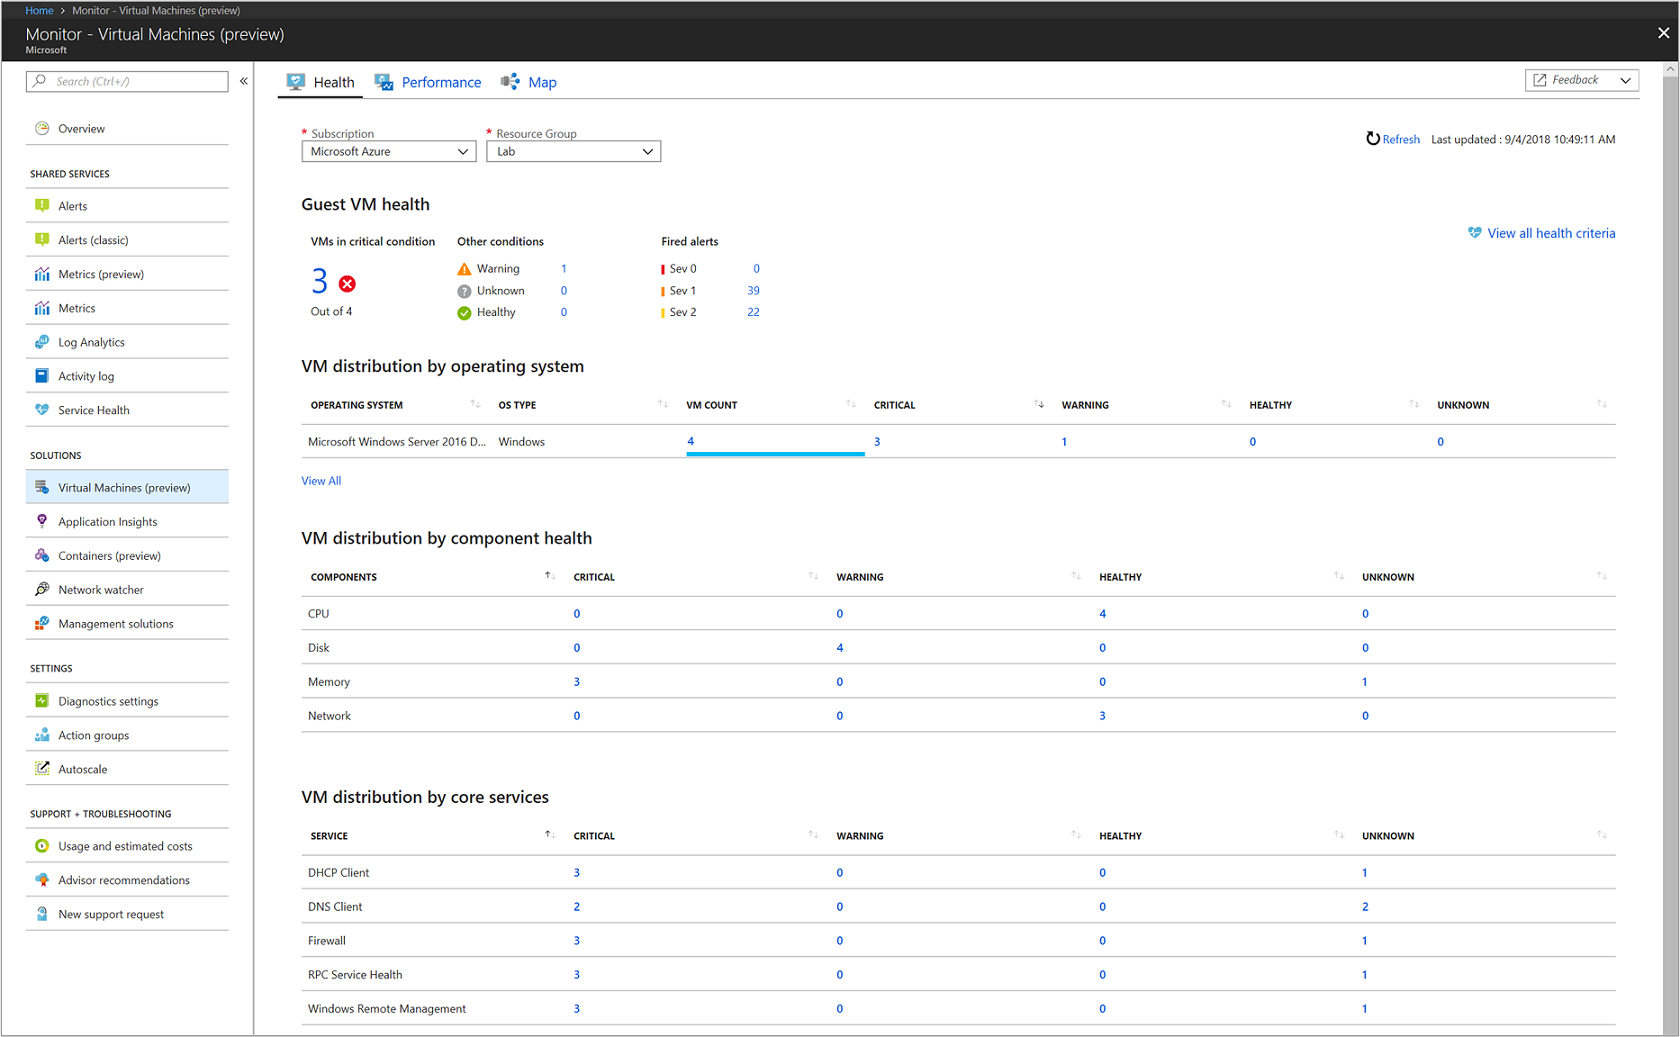 Home > Monitor - Virtual Machines (preview)
Monitor - Virtual Machines (preview)
Microsoft
Search (Ctrl+/)
«
Overview
SHARED SERVICES
Alerts
Alerts (classic)
Metrics (preview)
Metrics
Log Analytics
Activity log
Service Health
SOLUTIONS
Virtual Machines (preview)
Application Insights
Containers (preview)
Network watcher
Management solutions
SETTINGS
Diagnostics settings
Action groups
Autoscale
SUPPORT + TROUBLESHOOTING
Usage and estimated costs
Advisor recommendations
New support request
Health Performance Map
Feedback
* Subscription * Resource Group
Microsoft Azure Lab
Refresh Last updated : 9/4/2018 10:49:11 AM
Guest VM health
View all health criteria
VMs in critical condition Other conditions Fired alerts
3
Out of 4
Warning 1
Unknown 0
Healthy 0
Sev 0 0
Sev 1 39
Sev 2 22
VM distribution by operating system
OPERATING SYSTEM OS TYPE VM COUNT CRITICAL WARNING HEALTHY UNKNOWN
Microsoft Windows Server 2016 D... Windows 4 3 1 0 0
View All
VM distribution by component health
COMPONENTS CRITICAL WARNING HEALTHY UNKNOWN
CPU 0 0 4 0
Disk 0 4 0 0
Memory 3 0 0 1
Network 0 0 3 0
VM distribution by core services
SERVICE CRITICAL WARNING HEALTHY UNKNOWN
DHCP Client 3 0 0 1
DNS Client 2 0 0 2
Firewall 3 0 0 1
RPC Service Health 3 0 0 1
Windows Remote Management 3 0 0 1